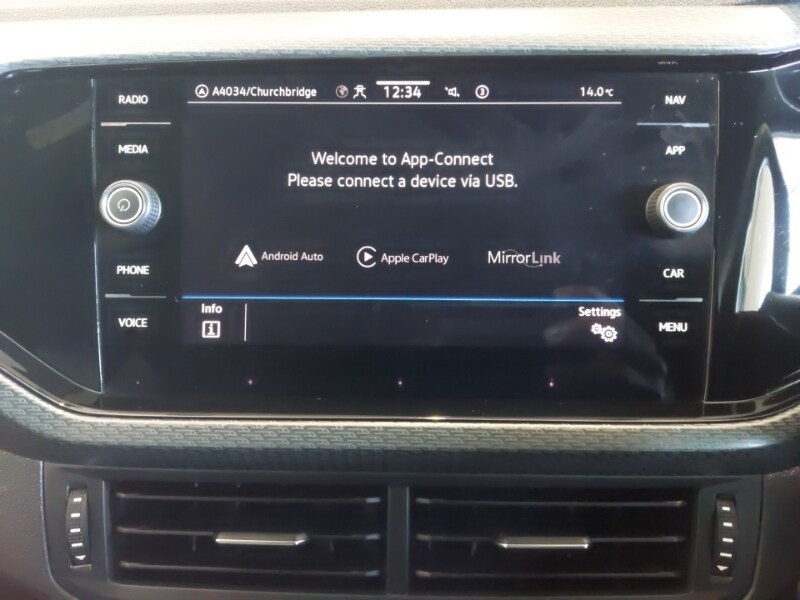 RADIO
MEDIA
PHONE
VOICE
A4034/Churchbridge 12:34 3 14.0°C
Welcome to App-Connect
Please connect a device via USB.
Android Auto Apple CarPlay MirrorLink
Info
i
Settings
NAV
APP
CAR
MENU